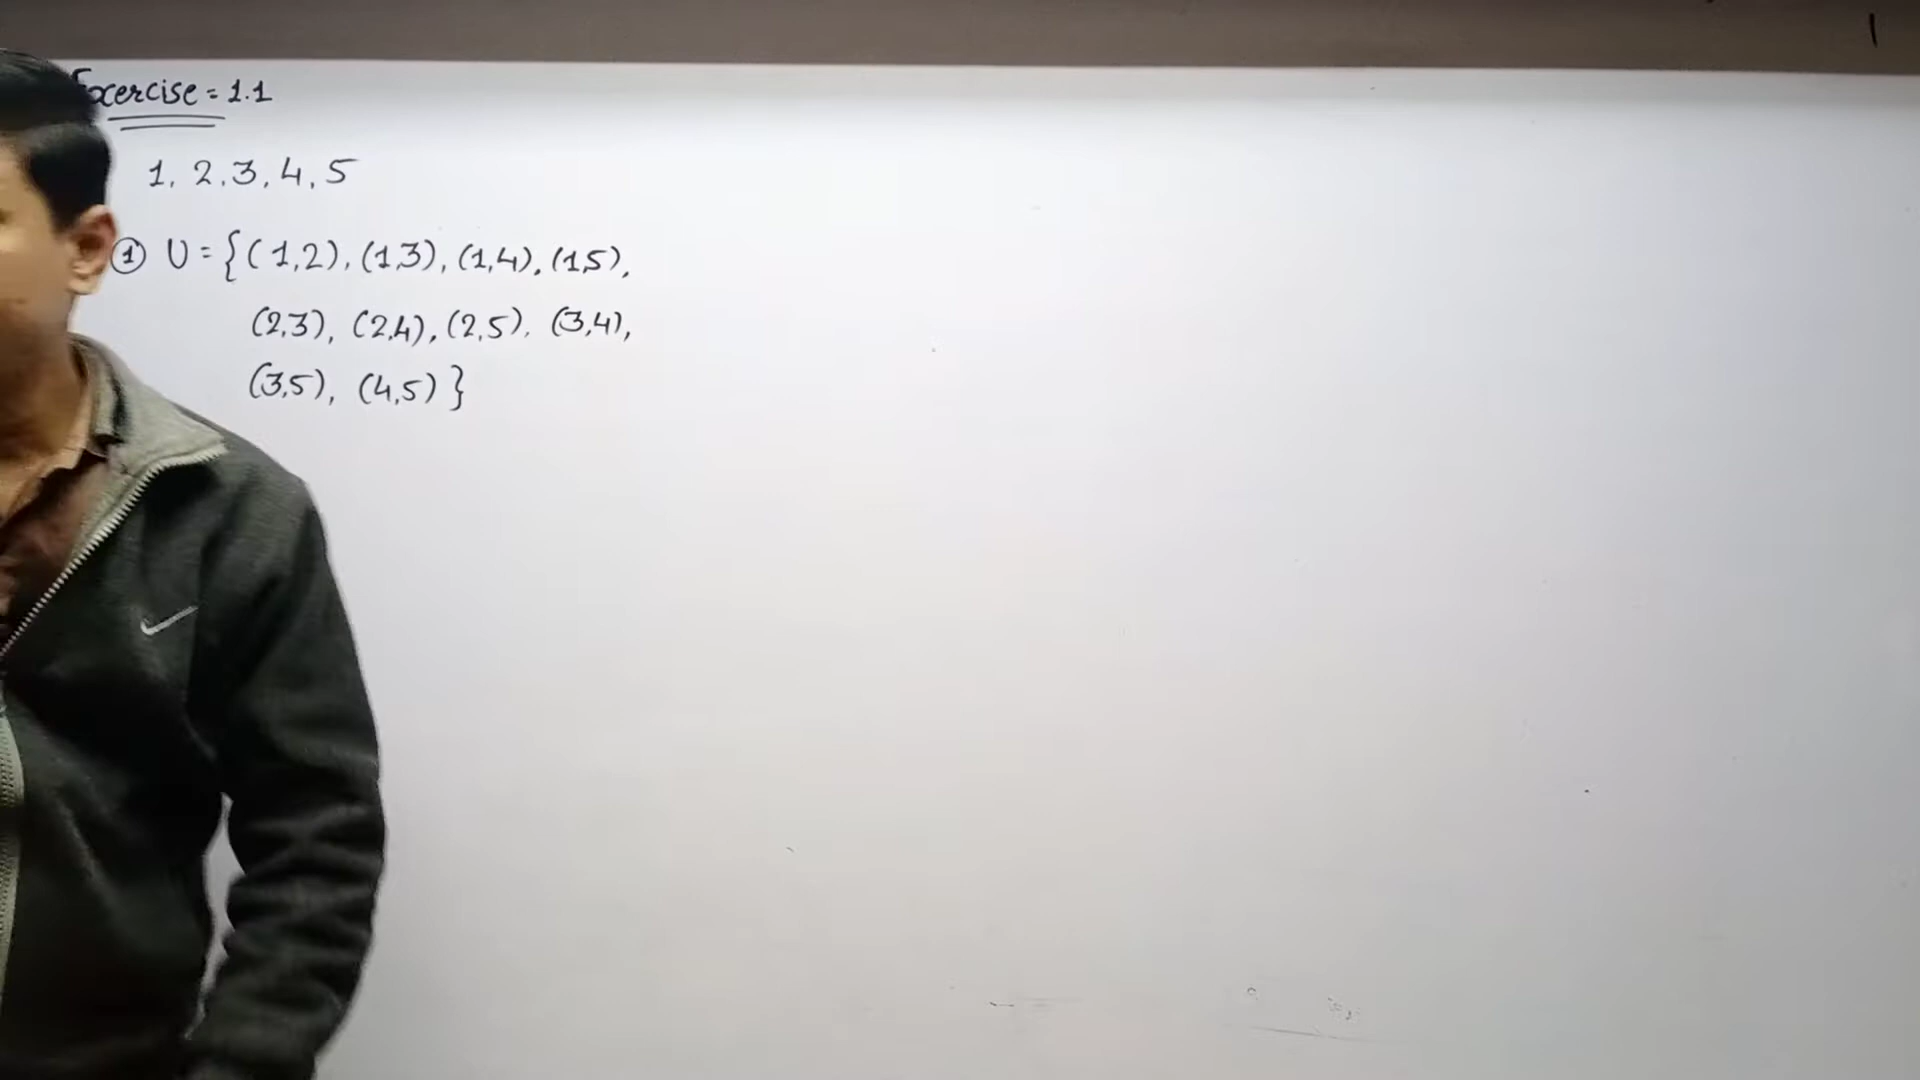 Excercise = 1.1
1, 2, 3, 4, 5
① U = {(1,2), (1,3), (1,4), (1,5),
(2,3), (2,4), (2,5), (3,4),
(3,5), (4,5)}